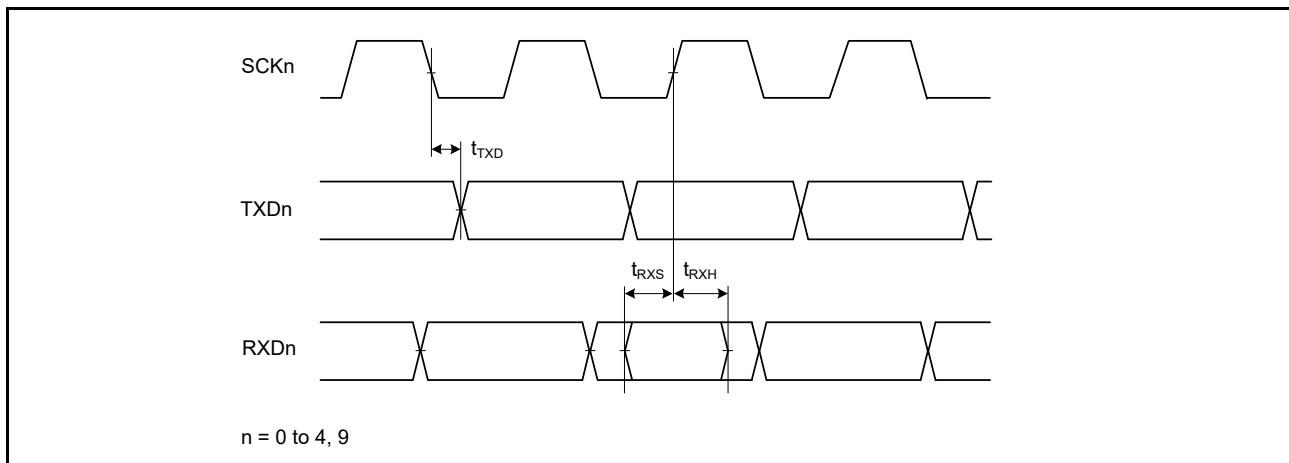 SCKn
tTXD
TXDn
tRXS tRXH
RXDn
n = 0 to 4, 9